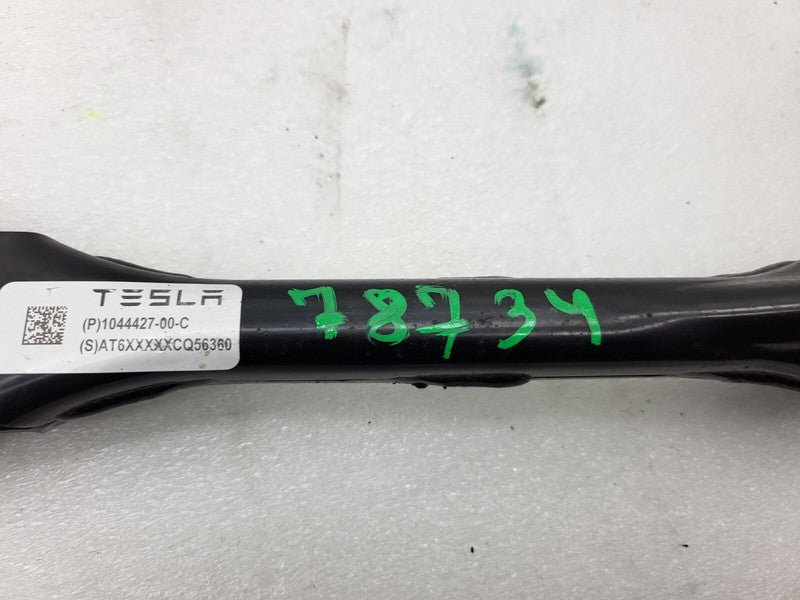 TESLA
(P)1044427-00-C
(S)AT6XXXXXCQ56360
78734